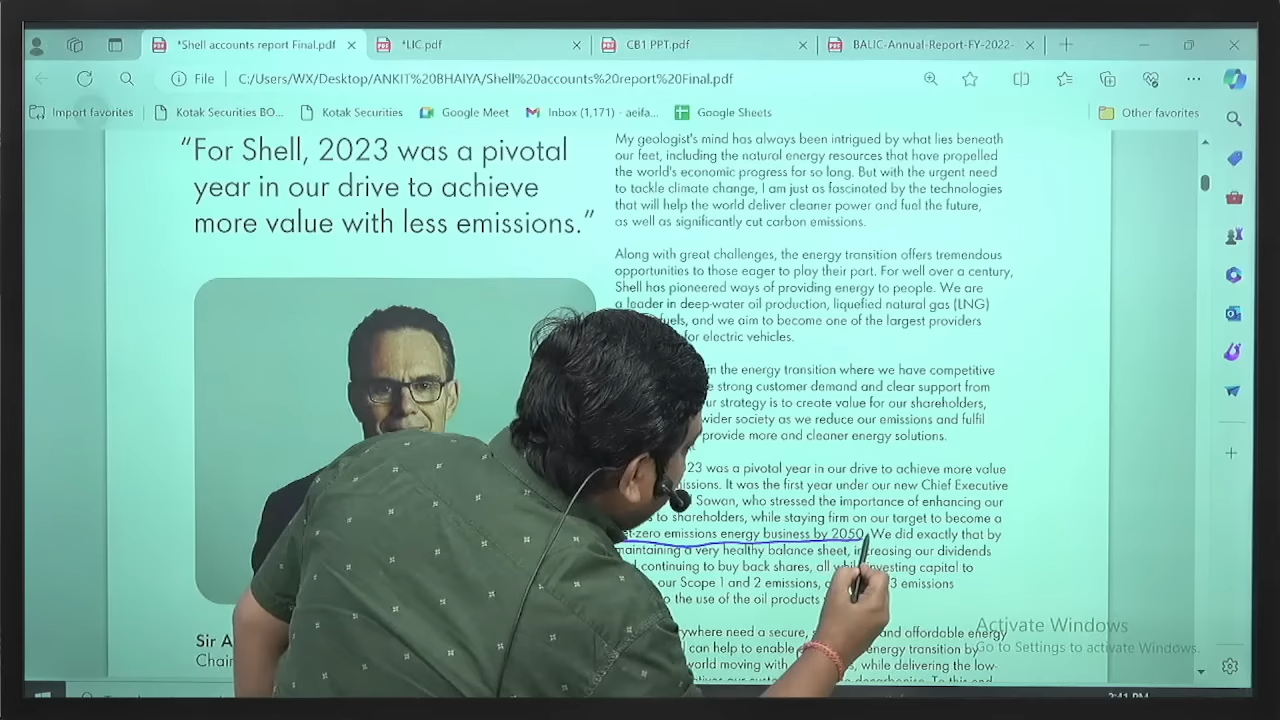 *Shell accounts report Final.pdf
*LIC.pdf
CB1 PPT.pdf
BALIC-Annual-Report-FY-2022-
File
C:/Users/WX/Desktop/ANKIT%20BHAIYA/Shell%20accounts%20report%20Final.pdf
Import favorites
Kotak Securities BO...
Kotak Securities
Google Meet
Inbox (1,171) - aeifa...
Google Sheets
Other favorites
“For Shell, 2023 was a pivotal
year in our drive to achieve
more value with less emissions.”
Sir A
Chair
My geologist's mind has always been intrigued by what lies beneath
our feet, including the natural energy resources that have propelled
the world's economic progress for so long. But with the urgent need
to tackle climate change, I am just as fascinated by the technologies
that will help the world deliver cleaner power and fuel the future,
as well as significantly cut carbon emissions.
Along with great challenges, the energy transition offers tremendous
opportunities to those eager to play their part. For well over a century,
Shell has pioneered ways of providing energy to people. We are
a leader in deep-water oil production, liquefied natural gas (LNG)
fuels, and we aim to become one of the largest providers
for electric vehicles.
in the energy transition where we have competitive
strong customer demand and clear support from
ur strategy is to create value for our shareholders,
wider society as we reduce our emissions and fulfil
provide more and cleaner energy solutions.
23 was a pivotal year in our drive to achieve more value
issions. It was the first year under our new Chief Executive
Sawan, who stressed the importance of enhancing our
to shareholders, while staying firm on our target to become a
et-zero emissions energy business by 2050. We did exactly that by
maintaining a very healthy balance sheet, increasing our dividends
continuing to buy back shares, all while investing capital to
our Scope 1 and 2 emissions, 3 emissions
o the use of the oil products
ywhere need a secure, and affordable energy
can help to enable energy transition by
world moving with while delivering the low-
Activate Windows
Go to Settings to activate Windows.
2:41 PM